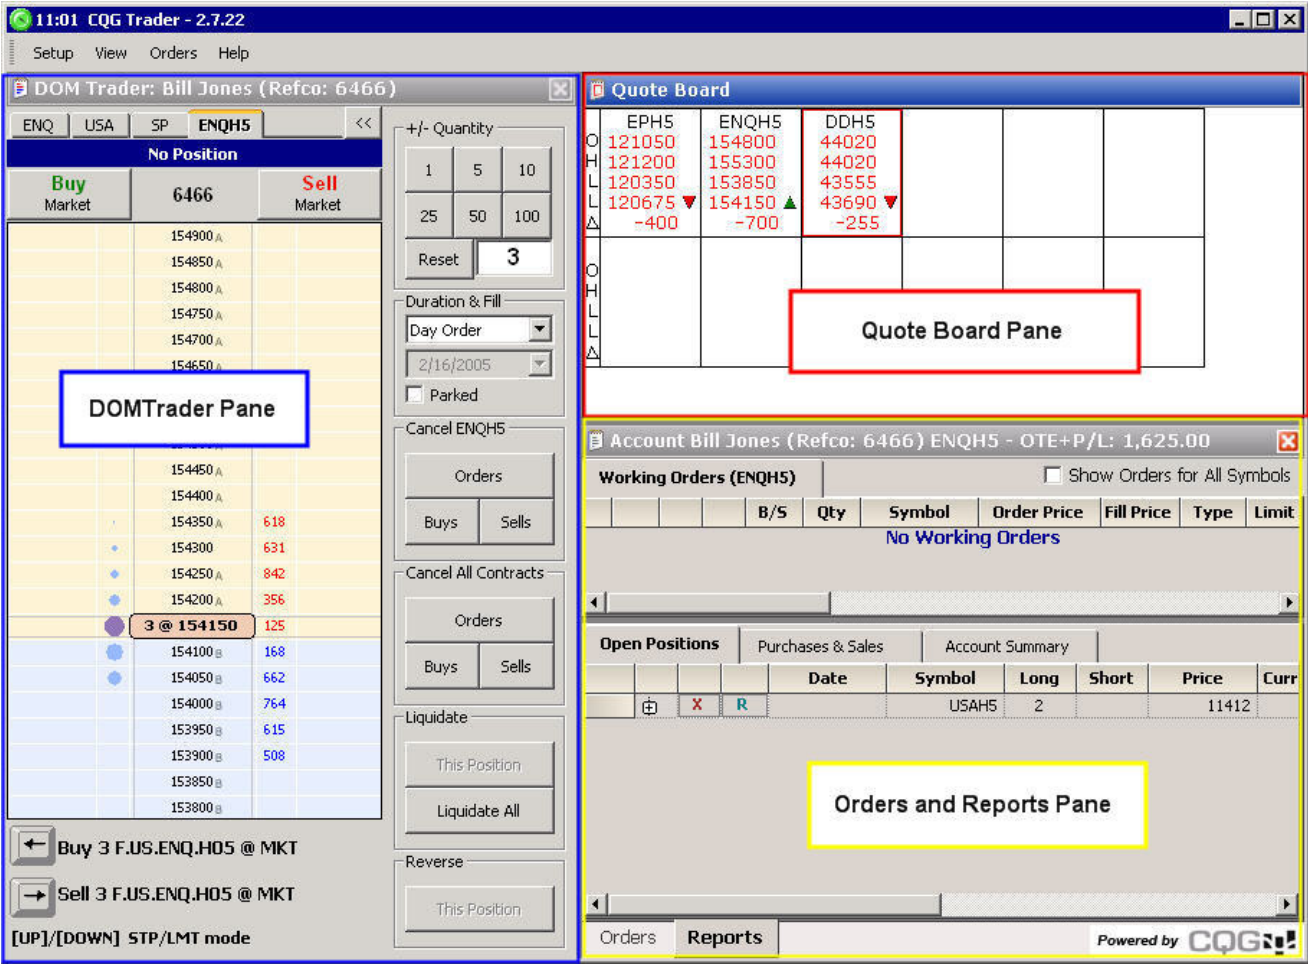 11:01 CQG Trader - 2.7.22
Setup View Orders Help
DOM Trader: Bill Jones (Refco: 6466)
ENQ USA SP ENQH5 <<
No Position
Buy Market 6466 Sell Market
154900 A
154850 A
154800 A
154750 A
154700 A
154650
DOMTrader Pane
154450 A
154400 A
154350 A 618
154300 631
154250 A 842
154200 A 356
3 @ 154150 125
154100 B 168
154050 B 662
154000 B 764
153950 B 615
153900 B 508
153850 B
153800 B
Buy 3 F.US.ENQ.H05 @ MKT
Sell 3 F.US.ENQ.H05 @ MKT
[UP]/[DOWN] STP/LMT mode
+/- Quantity
1 5 10
25 50 100
Reset 3
Duration & Fill
Day Order
2/16/2005
Parked
Cancel ENQH5
Orders
Buys Sells
Cancel All Contracts
Orders
Buys Sells
Liquidate
This Position
Liquidate All
Reverse
This Position
Quote Board
EPH5 ENQH5 DDH5
O 121050 154800 44020
H 121200 155300 44020
L 120350 153850 43555
L 120675 ▼ 154150 ▲ 43690 ▼
Δ -400 -700 -255
O
H
L
L
Δ
Quote Board Pane
Account Bill Jones (Refco: 6466) ENQH5 - OTE+P/L: 1,625.00
Working Orders (ENQH5) Show Orders for All Symbols
B/S Qty Symbol Order Price Fill Price Type Limit
No Working Orders
Open Positions Purchases & Sales Account Summary
Date Symbol Long Short Price Curr
X R USAH5 2 11412
Orders and Reports Pane
Orders Reports
Powered by CQG